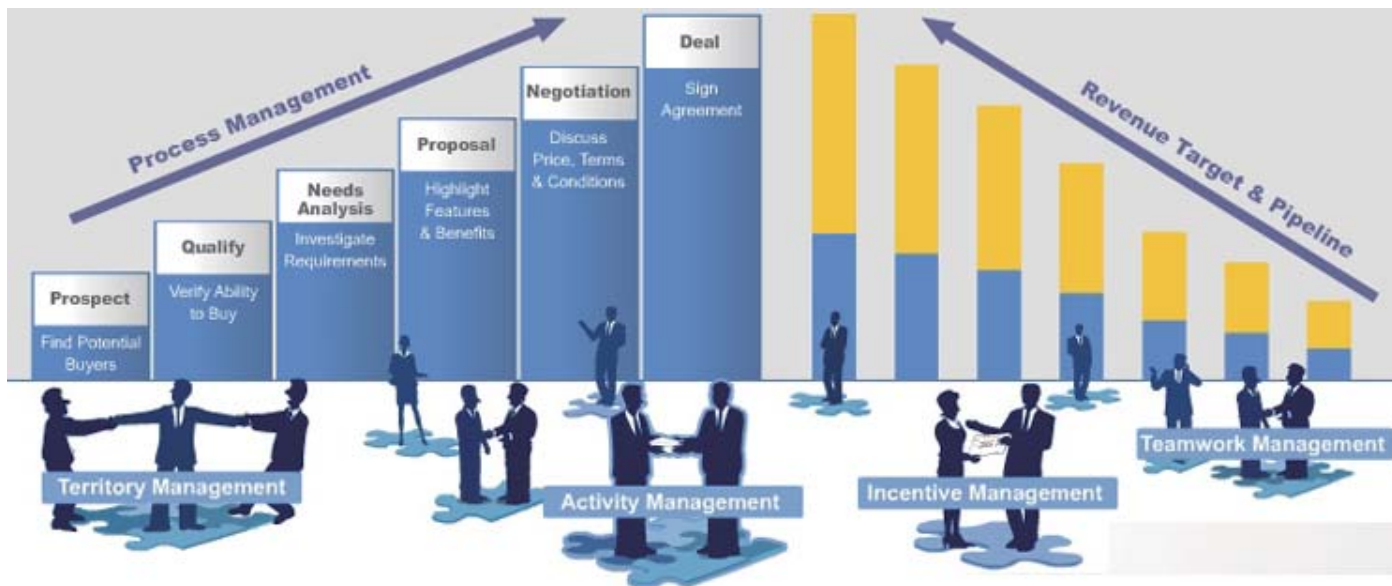 Process Management
Prospect
Find Potential
Buyers
Qualify
Verify Ability
to Buy
Needs
Analysis
Investigate
Requirements
Proposal
Highlight
Features
& Benefits
Negotiation
Discuss
Price, Terms
& Conditions
Deal
Sign
Agreement
Revenue Target & Pipeline
Territory Management
Activity Management
Incentive Management
Teamwork Management